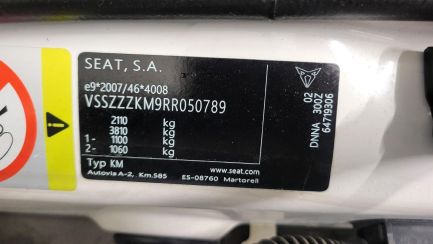 SEAT, S.A.
e9*2007/46*4008
VSSZZZKM9RR050789
2110 kg
3810 kg
1- 1100 kg
2- 1060 kg
Typ KM
www.seat.com
Autovia A-2, Km.585 ES-08760 Martorell
02
DNNA 300Z
64719306